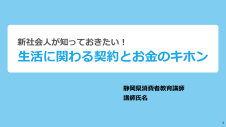 新社会人が知っておきたい！
生活に関わる契約とお金のキホン
静岡県消費者教育講師
講師氏名